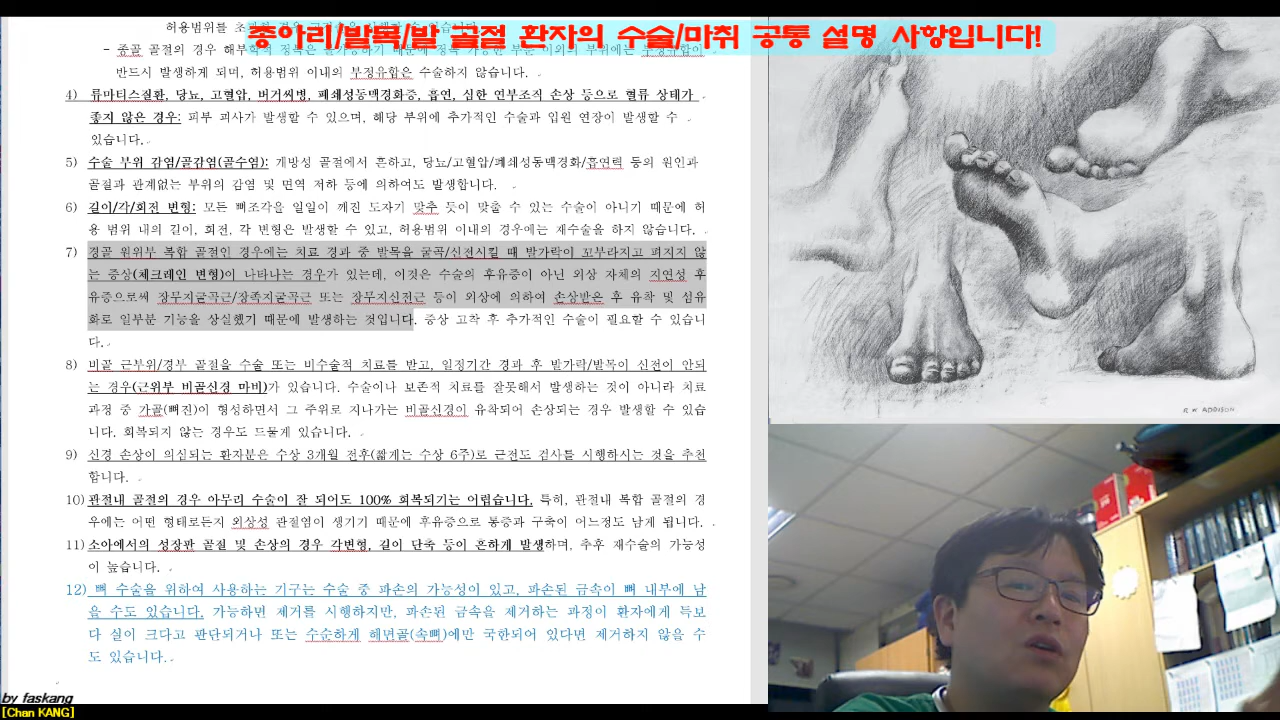 종아리/발목/발 골절 환자의 수술/마취 공통 설명 사항입니다!
- 종골 골절의 경우
반드시 발생하게 되며, 허용범위 이내의 부정유합은 수술하지 않습니다.
4) 류마티스질환, 당뇨, 고혈압, 버거씨병, 폐쇄성동맥경화증, 흡연, 심한 연부조직 손상 등으로 혈류 상태가
좋지 않은 경우: 피부 괴사가 발생할 수 있으며, 해당 부위에 추가적인 수술과 입원 연장이 발생할 수
있습니다.
5) 수술 부위 감염/골감염(골수염): 개방성 골절에서 흔하고, 당뇨/고혈압/폐쇄성동맥경화/흡연력 등의 원인과
골절과 관계없는 부위의 감염 및 면역 저하 등에 의하여도 발생합니다.
6) 길이/각/회전 변형: 모든 뼈조각을 일일이 깨진 도자기 맞추 듯이 맞출 수 있는 수술이 아니기 때문에 허
용 범위 내의 길이, 회전, 각 변형은 발생할 수 있고, 허용범위 이내의 경우에는 재수술을 하지 않습니다.
7) 경골 원위부 복합 골절인 경우에는 치료 경과 중 발목을 굴곡/신전시킬 때 발가락이 꼬부라지고 펴지지 않
는 증상(체크레인 변형)이 나타나는 경우가 있는데, 이것은 수술의 후유증이 아닌 외상 자체의 지연성 후
유증으로써 장무지굴곡근/장족지굴곡근 또는 장무지신전근 등이 외상에 의하여 손상받은 후 유착 및 섬유
화로 일부분 기능을 상실했기 때문에 발생하는 것입니다. 증상 고착 후 추가적인 수술이 필요할 수 있습니
다.
8) 비골 근부위/경부 골절을 수술 또는 비수술적 치료를 받고, 일정기간 경과 후 발가락/발목이 신전이 안되
는 경우(근위부 비골신경 마비)가 있습니다. 수술이나 보존적 치료를 잘못해서 발생하는 것이 아니라 치료
과정 중 가골(뼈진)이 형성하면서 그 주위로 지나가는 비골신경이 유착되어 손상되는 경우 발생할 수 있습
니다. 회복되지 않는 경우도 드물게 있습니다.
9) 신경 손상이 의심되는 환자분은 수상 3개월 전후(짧게는 수상 6주)로 근전도 검사를 시행하시는 것을 추천
합니다.
10) 관절내 골절의 경우 아무리 수술이 잘 되어도 100% 회복되기는 어렵습니다. 특히, 관절내 복합 골절의 경
우에는 어떤 형태로든지 외상성 관절염이 생기기 때문에 후유증으로 통증과 구축이 어느정도 남게 됩니다.
11) 소아에서의 성장판 골절 및 손상의 경우 각변형, 길이 단축 등이 흔하게 발생하며, 추후 재수술의 가능성
이 높습니다.
12) 뼈 수술을 위하여 사용하는 기구는 수술 중 파손의 가능성이 있고, 파손된 금속이 뼈 내부에 남
을 수도 있습니다. 가능하면 제거를 시행하지만, 파손된 금속을 제거하는 과정이 환자에게 득보
다 실이 크다고 판단되거나 또는 수순하게 해면골(속뼈)에만 국한되어 있다면 제거하지 않을 수
도 있습니다.
R W ADDISON
by faskang
[Chan KANG]